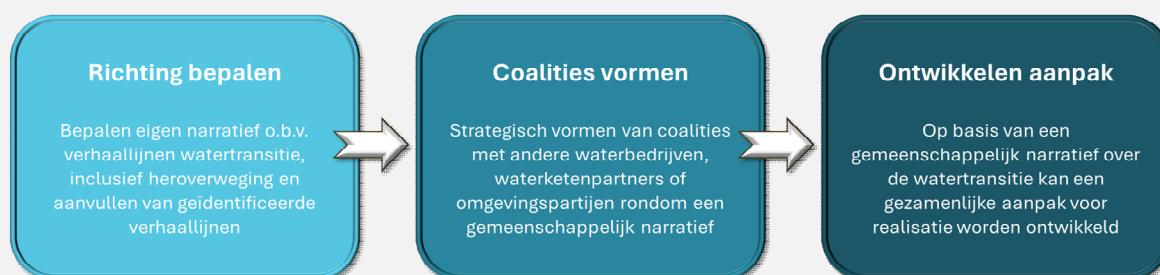 Richting bepalen
Bepalen eigen narratief o.b.v.
verhaallijnen watertransitie,
inclusief heroverweging en
aanvullen van geïdentificeerde
verhaallijnen
Coalities vormen
Strategisch vormen van coalities
met andere waterbedrijven,
waterketenpartners of
omgevingspartijen rondom een
gemeenschappelijk narratief
Ontwikkelen aanpak
Op basis van een
gemeenschappelijk narratief over
de watertransitie kan een
gezamenlijke aanpak voor
realisatie worden ontwikkeld